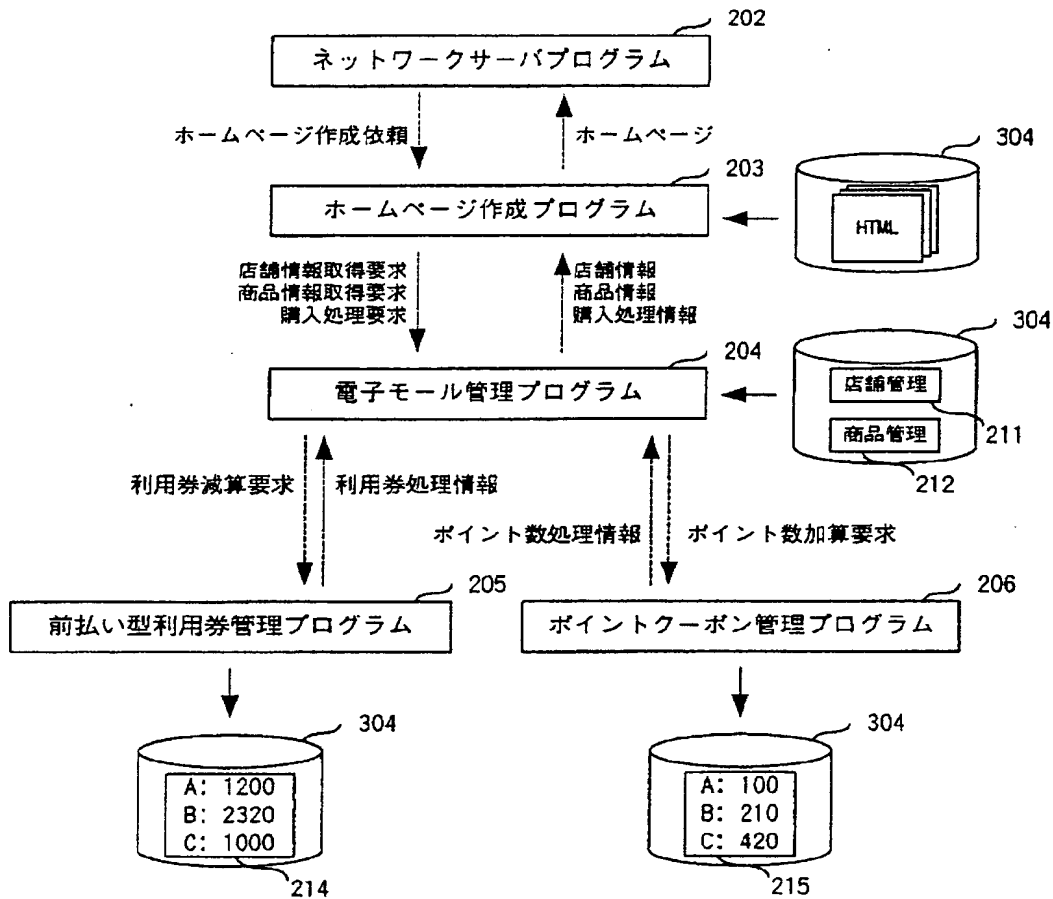 202
ネットワークサーバプログラム
ホームページ作成依頼
ホームページ
203
304
ホームページ作成プログラム
HTML
店舗情報取得要求
商品情報取得要求
購入処理要求
店舗情報
商品情報
購入処理情報
204
304
電子モール管理プログラム
店舗管理
211
商品管理
212
利用券減算要求
利用券処理情報
ポイント数処理情報
ポイント数加算要求
205
206
前払い型利用券管理プログラム
ポイントクーポン管理プログラム
304
304
A: 1200
B: 2320
C: 1000
214
A: 100
B: 210
C: 420
215